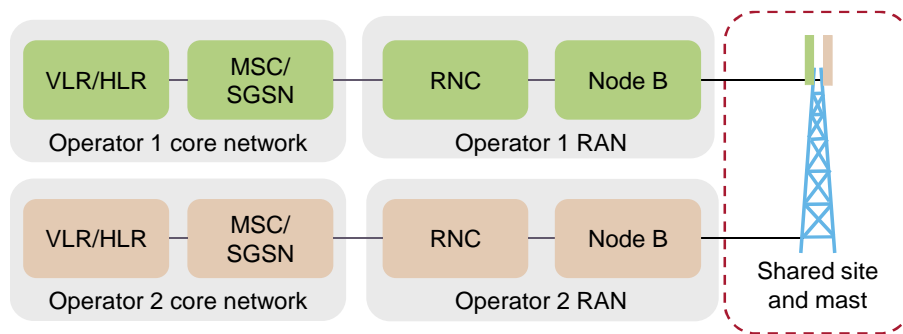 VLR/HLR
MSC/
SGSN
RNC
Node B
Operator 1 core network
Operator 1 RAN
VLR/HLR
MSC/
SGSN
RNC
Node B
Operator 2 core network
Operator 2 RAN
Shared site
and mast